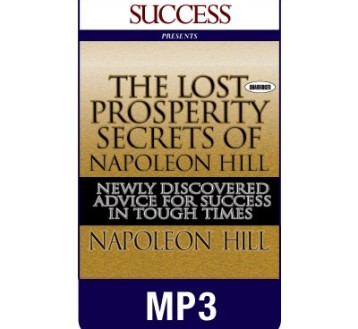 SUCCESS
PRESENTS
THE LOST
UNABRIDGED
PROSPERITY
SECRETS OF
NAPOLEON HILL
NEWLY DISCOVERED
ADVICE FOR SUCCESS
IN TOUGH TIMES
NAPOLEON HILL
MP3